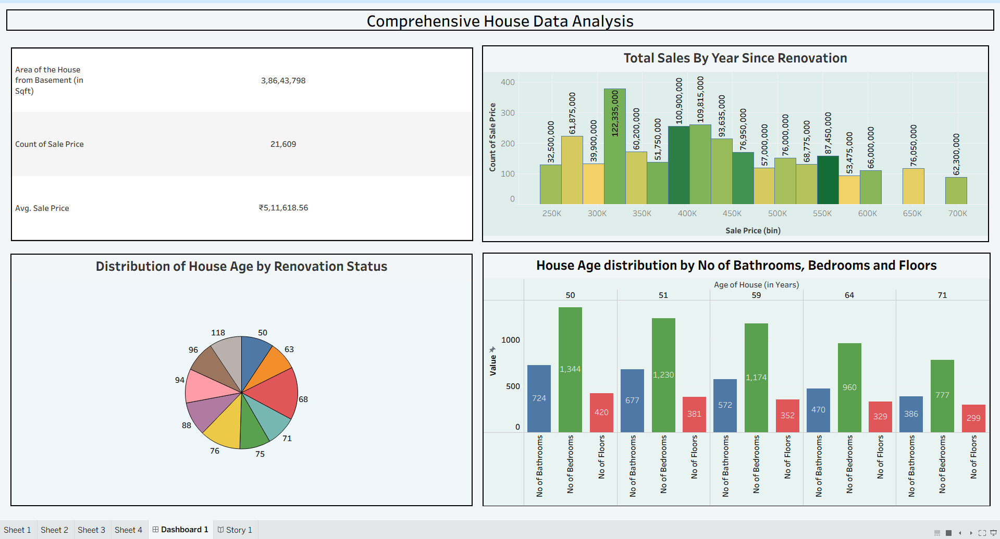 Comprehensive House Data Analysis
Area of the House
from Basement (in
Sqft)
3,86,43,798
Count of Sale Price
21,609
Avg. Sale Price
₹5,11,618.56
Total Sales By Year Since Renovation
Count of Sale Price
400
300
200
100
0
32,500,000
61,875,000
39,900,000
122,335,000
60,200,000
51,750,000
100,900,000
109,815,000
93,635,000
76,950,000
57,000,000
76,000,000
68,775,000
87,450,000
53,475,000
66,000,000
76,050,000
62,300,000
250K 300K 350K 400K 450K 500K 550K 600K 650K 700K
Sale Price (bin)
Distribution of House Age by Renovation Status
118
50
96
63
94
68
88
71
76
75
House Age distribution by No of Bathrooms, Bedrooms and Floors
Age of House (in Years)
50 51 59 64 71
Value
1000
500
0
724
1,344
420
677
1,230
381
572
1,174
352
470
960
329
386
777
299
No of Bathrooms
No of Bedrooms
No of Floors
No of Bathrooms
No of Bedrooms
No of Floors
No of Bathrooms
No of Bedrooms
No of Floors
No of Bathrooms
No of Bedrooms
No of Floors
No of Bathrooms
No of Bedrooms
No of Floors
Sheet 1 Sheet 2 Sheet 3 Sheet 4 Dashboard 1 Story 1